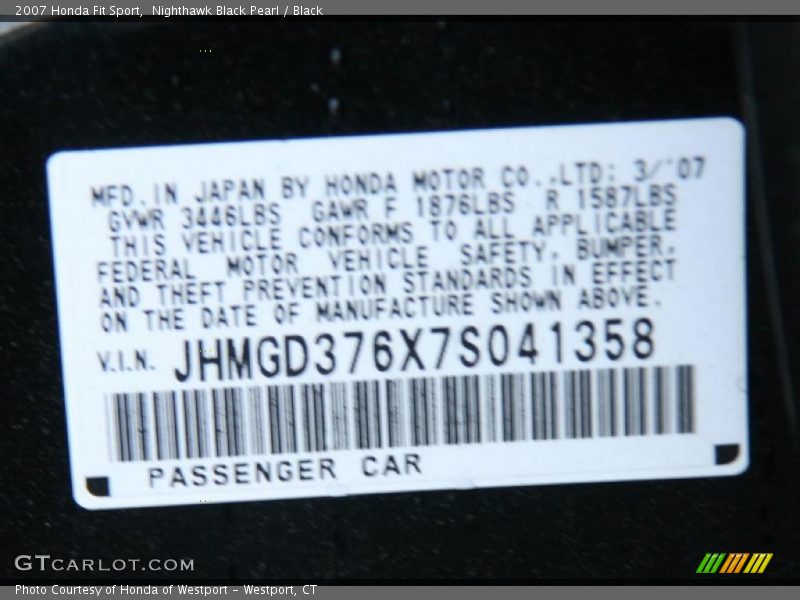 2007 Honda Fit Sport, Nighthawk Black Pearl / Black
MFD. IN JAPAN BY HONDA MOTOR CO., LTD: 3/'07
GVWR 3446LBS GAWR F 1876LBS R 1587LBS
THIS VEHICLE CONFORMS TO ALL APPLICABLE
FEDERAL MOTOR VEHICLE SAFETY, BUMPER,
AND THEFT PREVENTION STANDARDS IN EFFECT
ON THE DATE OF MANUFACTURE SHOWN ABOVE.
V.I.N. JHMGD376X7S041358
PASSENGER CAR
GTCARLOT.COM
Photo Courtesy of Honda of Westport – Westport, CT